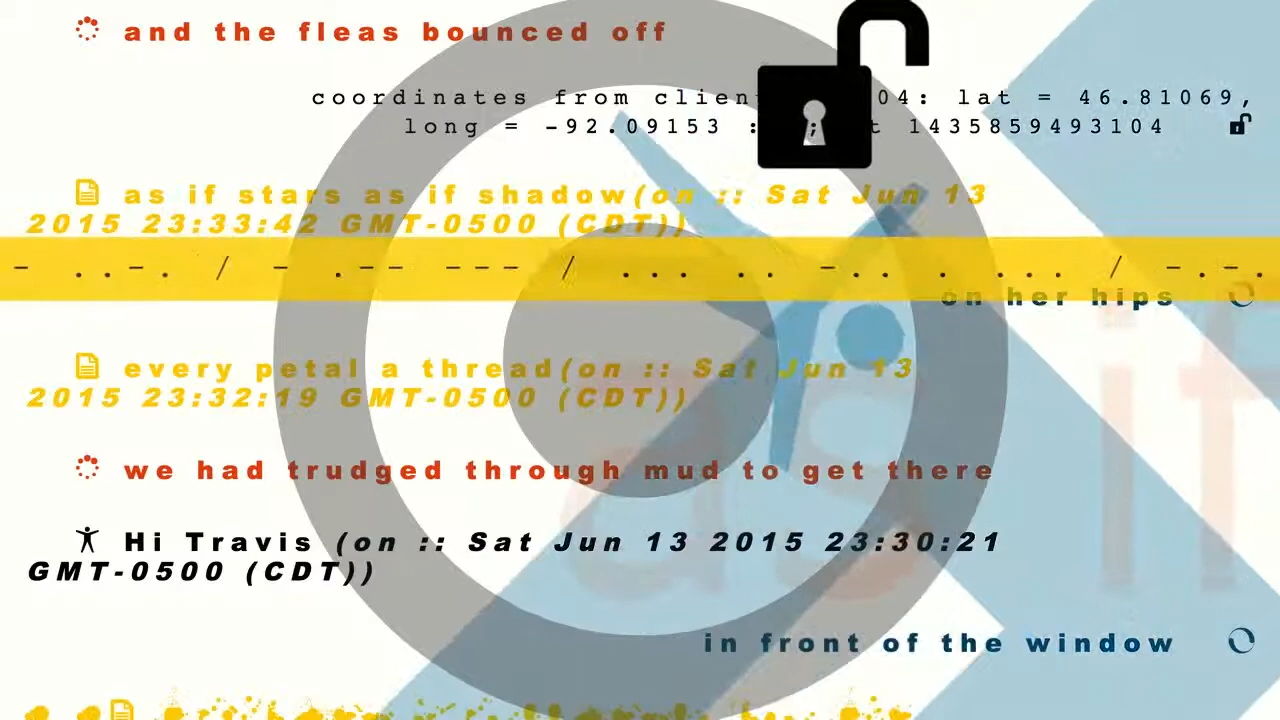 and the fleas bounced off
coordinates from clien 04: lat = 46.81069,
long = -92.09153 : ; t 1435859493104
as if stars as if shadow(on :: Sat Jun 13
2015 23:33:42 GMT-0500 (CDT))
- ..-. / - .-- --- / ... .. -.. . ... / -.-.
on her hips
every petal a thread(on :: Sat Jun 13
2015 23:32:19 GMT-0500 (CDT))
as if
we had trudged through mud to get there
Hi Travis (on :: Sat Jun 13 2015 23:30:21
GMT-0500 (CDT))
in front of the window